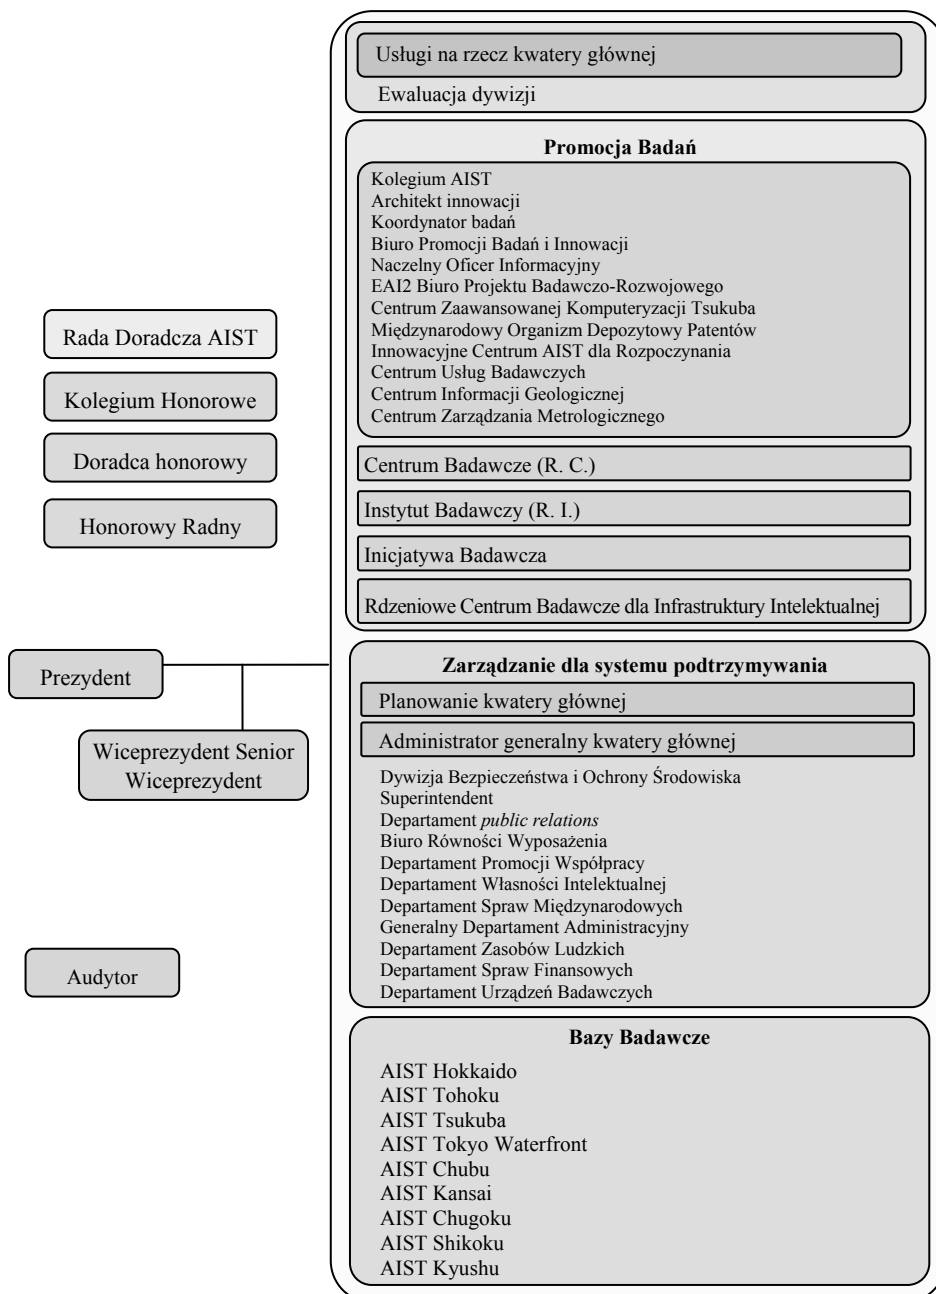 Usługi na rzecz kwatery głównej
Ewaluacja dywizji
Promocja Badań
Kolegium AIST
Architekt innowacji
Koordynator badań
Biuro Promocji Badań i Innowacji
Naczelny Oficer Informacyjny
EAI2 Biuro Projektu Badawczo-Rozwojowego
Centrum Zaawansowanej Komputeryzacji Tsukuba
Międzynarodowy Organizm Depozytowy Patentów
Innowacyjne Centrum AIST dla Rozpoczynania
Centrum Usług Badawczych
Centrum Informacji Geologicznej
Centrum Zarządzania Metrologicznego
Centrum Badawcze (R. C.)
Instytut Badawczy (R. I.)
Inicjatywa Badawcza
Rdzeniowe Centrum Badawcze dla Infrastruktury Intelektualnej
Rada Doradcza AIST
Kolegium Honorowe
Doradca honorowy
Honorowy Radny
Prezydent
Wiceprezydent Senior
Wiceprezydent
Audytor
Zarządzanie dla systemu podtrzymywania
Planowanie kwatery głównej
Administrator generalny kwatery głównej
Dywizja Bezpieczeństwa i Ochrony Środowiska
Superintendent
Departament public relations
Biuro Równości Wyposażenia
Departament Promocji Współpracy
Departament Własności Intelektualnej
Departament Spraw Międzynarodowych
Generalny Departament Administracyjny
Departament Zasobów Ludzkich
Departament Spraw Finansowych
Departament Urządzeń Badawczych
Bazy Badawcze
AIST Hokkaido
AIST Tohoku
AIST Tsukuba
AIST Tokyo Waterfront
AIST Chubu
AIST Kansai
AIST Chugoku
AIST Shikoku
AIST Kyushu